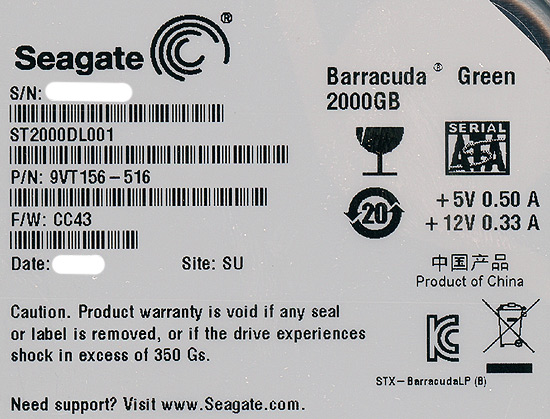 Seagate®
S/N:
ST2000DL001
P/N: 9VT156-516
F/W: CC43
Date:
Site: SU
Barracuda® Green
2000GB
SERIAL
ATA
20
+5V 0.50 A
+12V 0.33 A
中国产品
Product of China
Caution. Product warranty is void if any seal
or label is removed, or if the drive experiences
shock in excess of 350 Gs.
STX-BarracudaLP (B)
Need support? Visit www.Seagate.com.